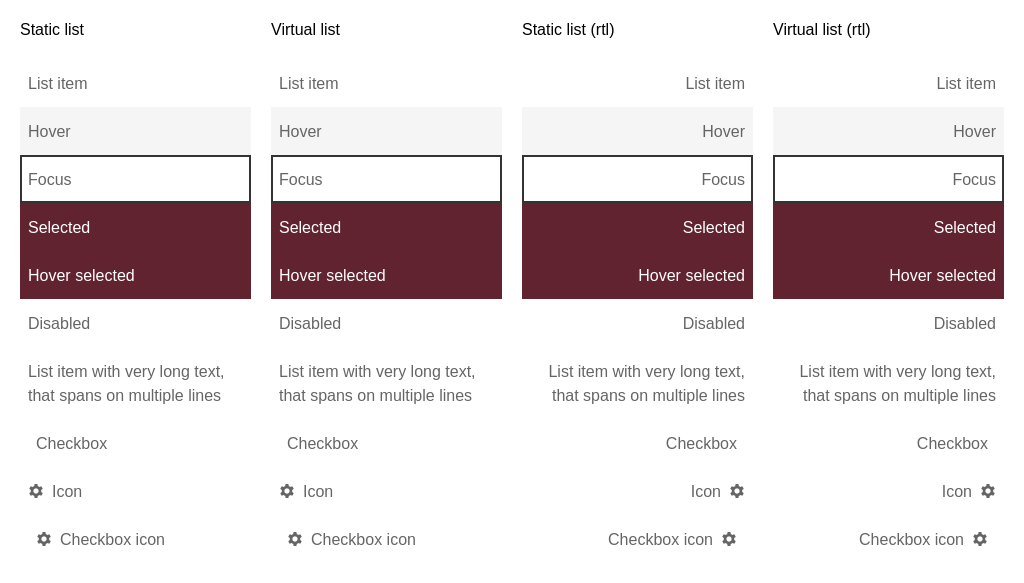 Static list
List item
Hover
Focus
Selected
Hover selected
Disabled
List item with very long text,
that spans on multiple lines
Checkbox
Icon
Checkbox icon
Virtual list
List item
Hover
Focus
Selected
Hover selected
Disabled
List item with very long text,
that spans on multiple lines
Checkbox
Icon
Checkbox icon
Static list (rtl)
List item
Hover
Focus
Selected
Hover selected
Disabled
List item with very long text,
that spans on multiple lines
Checkbox
Icon
Checkbox icon
Virtual list (rtl)
List item
Hover
Focus
Selected
Hover selected
Disabled
List item with very long text,
that spans on multiple lines
Checkbox
Icon
Checkbox icon